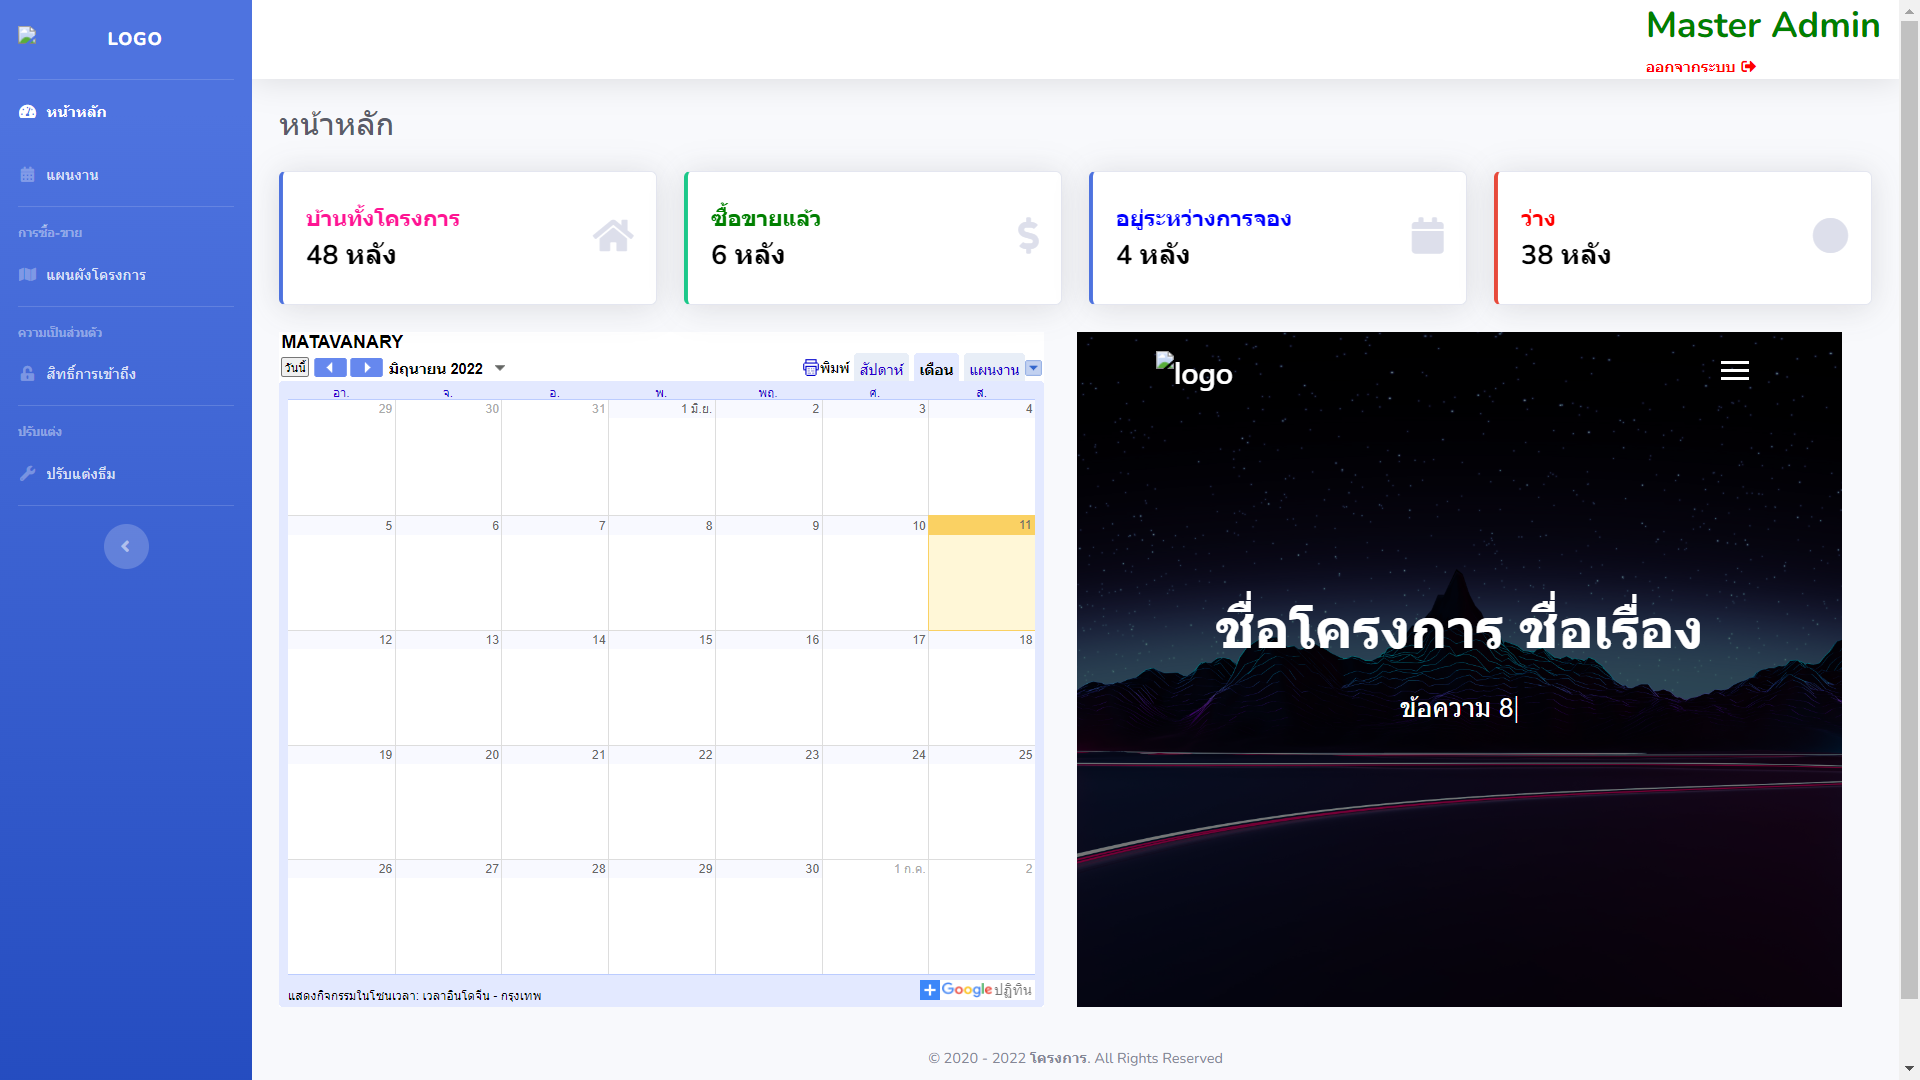 LOGO
หน้าหลัก
แผนงาน
การซื้อ-ขาย
แผนผังโครงการ
ความเป็นส่วนตัว
สิทธิ์การเข้าถึง
ปรับแต่ง
ปรับแต่งธีม
Master Admin
ออกจากระบบ
หน้าหลัก
บ้านทั้งโครงการ
48 หลัง
ซื้อขายแล้ว
6 หลัง
อยู่ระหว่างการจอง
4 หลัง
ว่าง
38 หลัง
MATAVANARY
วันนี้ มิถุนายน 2022 พิมพ์ สัปดาห์ เดือน แผนงาน
อา. จ. อ. พ. พฤ. ศ. ส.
29 30 31 1 มิ.ย. 2 3 4
5 6 7 8 9 10 11
12 13 14 15 16 17 18
19 20 21 22 23 24 25
26 27 28 29 30 1 ก.ค. 2
แสดงกิจกรรมในโซนเวลา: เวลาอินโดจีน - กรุงเทพ
Google ปฏิทิน
logo
ชื่อโครงการ ชื่อเรื่อง
ข้อความ 8|
© 2020 - 2022 โครงการ. All Rights Reserved